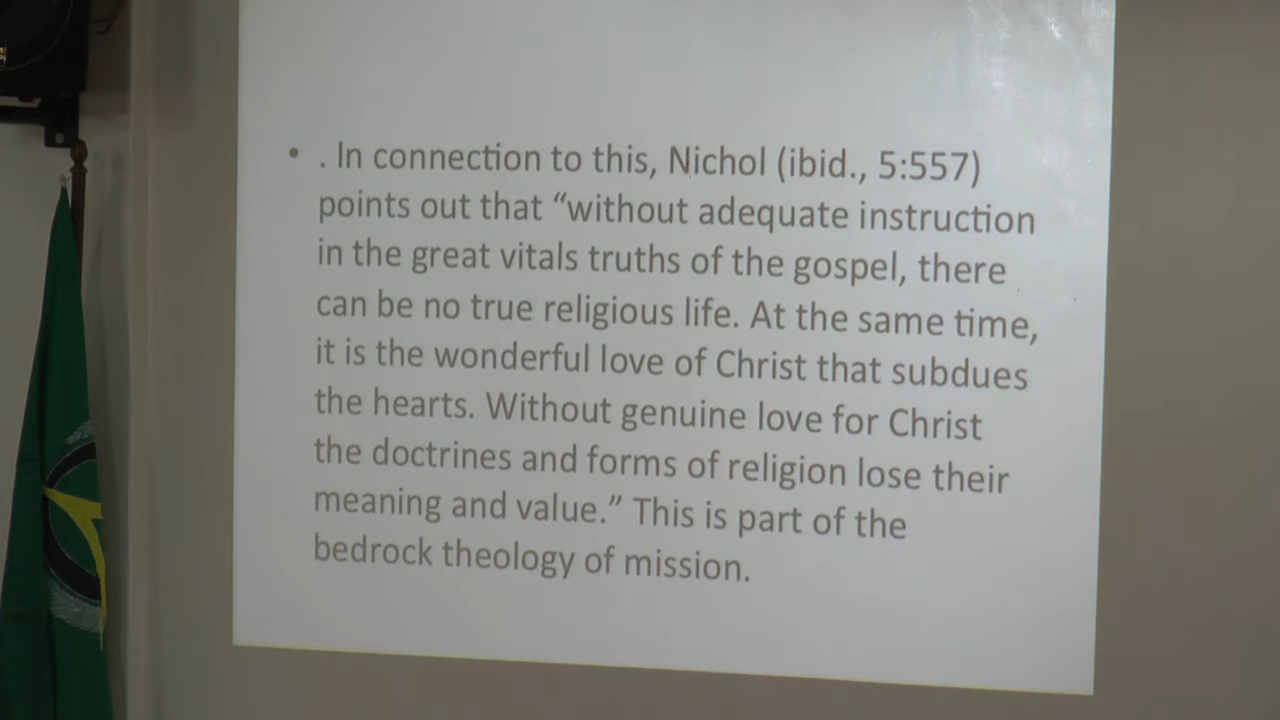 • . In connection to this, Nichol (ibid., 5:557)
points out that “without adequate instruction
in the great vitals truths of the gospel, there
can be no true religious life. At the same time,
it is the wonderful love of Christ that subdues
the hearts. Without genuine love for Christ
the doctrines and forms of religion lose their
meaning and value.” This is part of the
bedrock theology of mission.